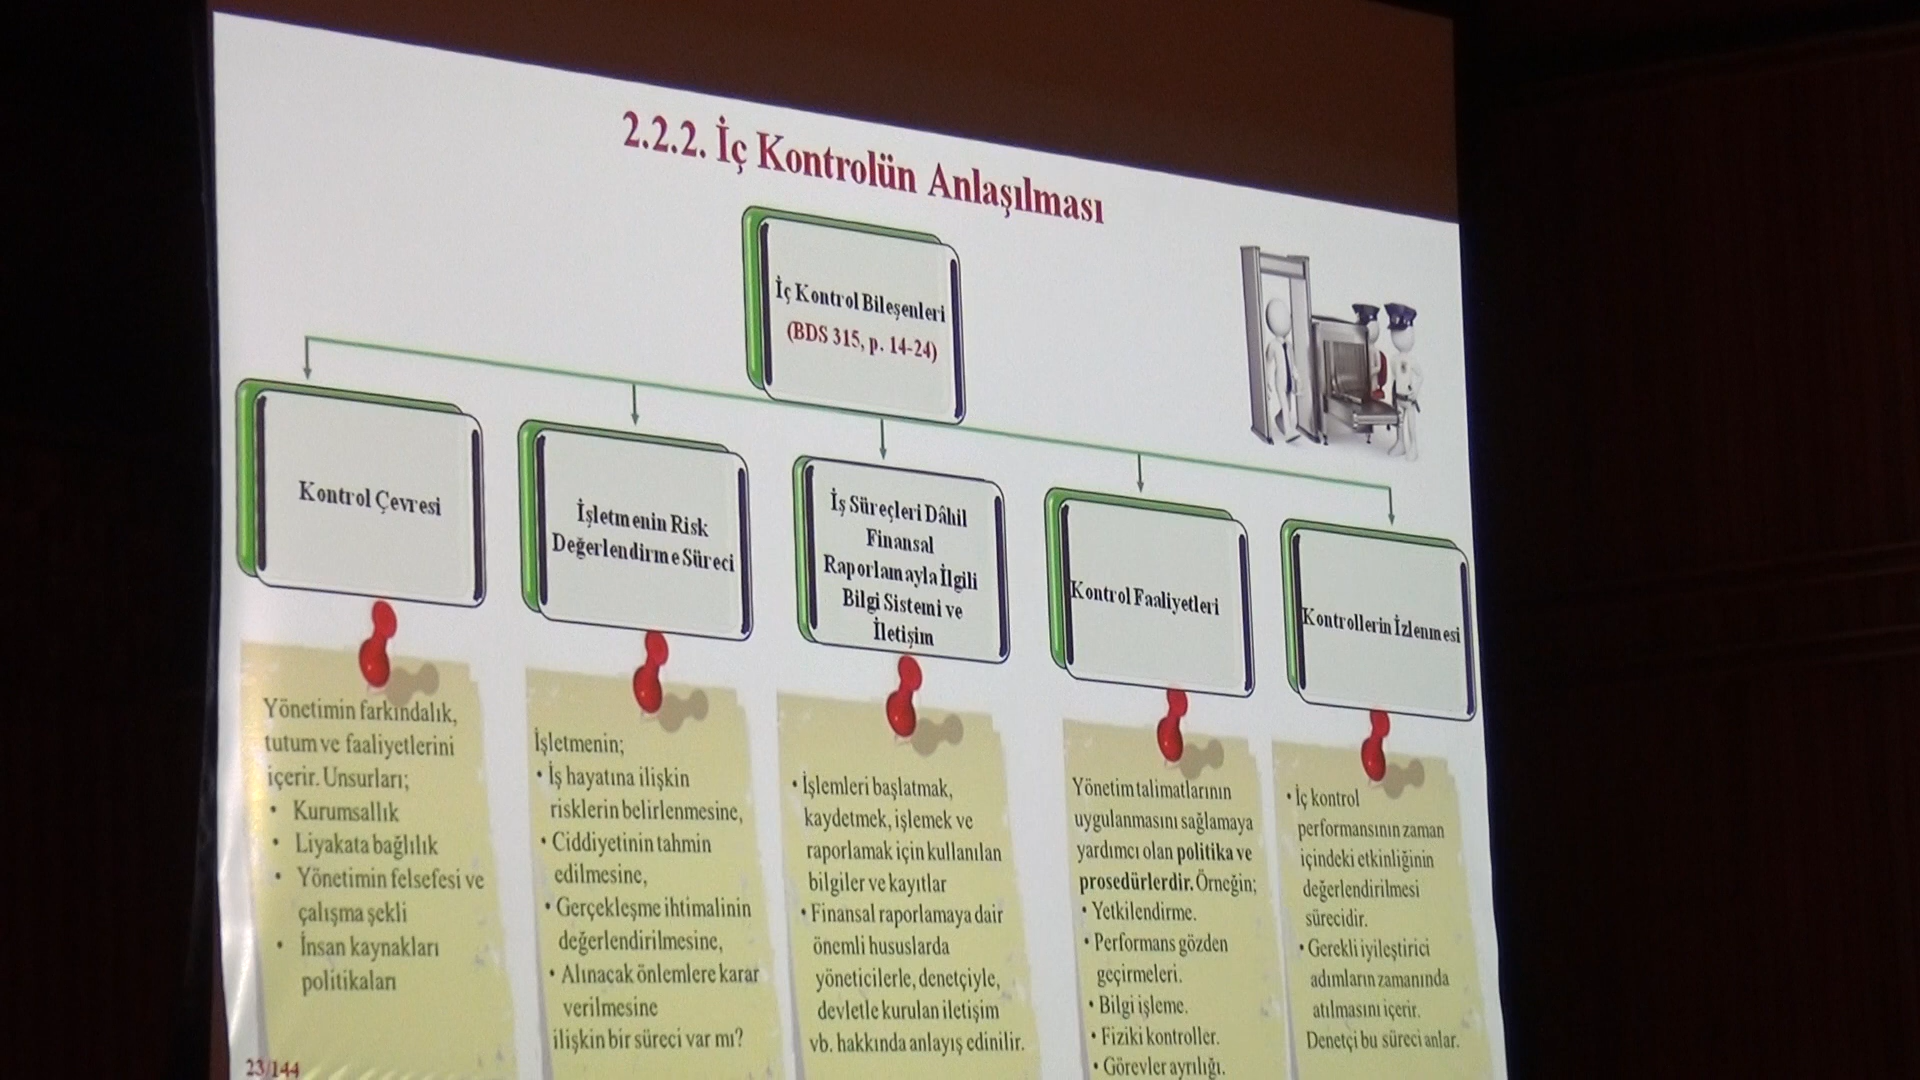 2.2.2. İç Kontrolün Anlaşılması
İç Kontrol Bileşenleri
(BDS 315, p. 14-24)
Kontrol Çevresi
İşletmenin Risk
Değerlendirme Süreci
İş Süreçleri Dâhil
Finansal
Raporlamayla İlgili
Bilgi Sistemi ve
İletişim
Kontrol Faaliyetleri
Kontrollerin İzlenmesi
Yönetimin farkındalık,
tutum ve faaliyetlerini
içerir. Unsurları;
• Kurumsallık
• Liyakata bağlılık
• Yönetimin felsefesi ve
çalışma şekli
• İnsan kaynakları
politikaları
İşletmenin;
• İş hayatına ilişkin
risklerin belirlenmesine,
• Ciddiyetinin tahmin
edilmesine,
• Gerçekleşme ihtimalinin
değerlendirilmesine,
• Alınacak önlemlere karar
verilmesine
ilişkin bir süreci var mı?
• İşlemleri başlatmak,
kaydetmek, işlemek ve
raporlamak için kullanılan
bilgiler ve kayıtlar
• Finansal raporlamaya dair
önemli hususlarda
yöneticilerle, denetçiyle,
devletle kurulan iletişim
vb. hakkında anlayış edinilir.
Yönetim talimatlarının
uygulanmasını sağlamaya
yardımcı olan politika ve
prosedürlerdir. Örneğin;
• Yetkilendirme.
• Performans gözden
geçirmeleri.
• Bilgi işleme.
• Fiziki kontroller.
• Görevler ayrılığı.
• İç kontrol
performansının zaman
içindeki etkinliğinin
değerlendirilmesi
sürecidir.
• Gerekli iyileştirici
adımların zamanında
atılmasını içerir.
Denetçi bu süreci anlar.
23/144